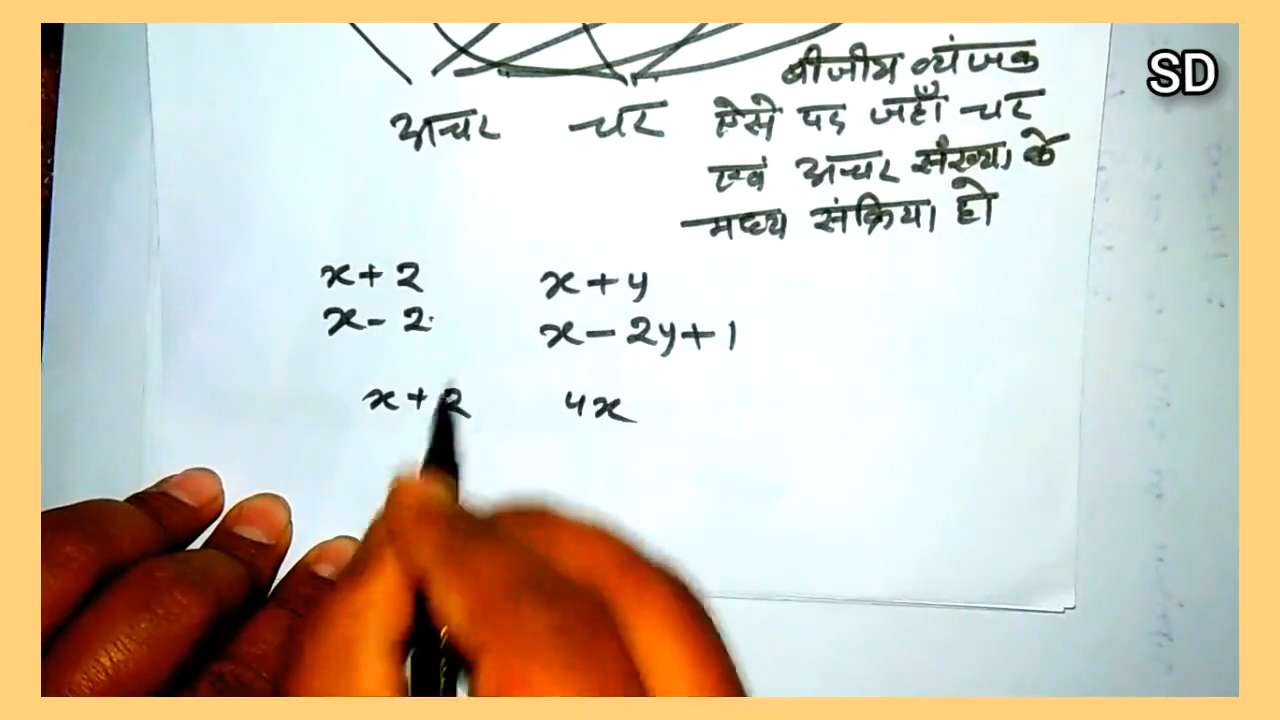 SD
बीजीय व्यंजक
अचर चर ऐसे पद जहाँ चर
एवं अचर संख्या के
मध्य संक्रिया हो
x+2 x+y
x-2 x-2y+1
x+2 4x